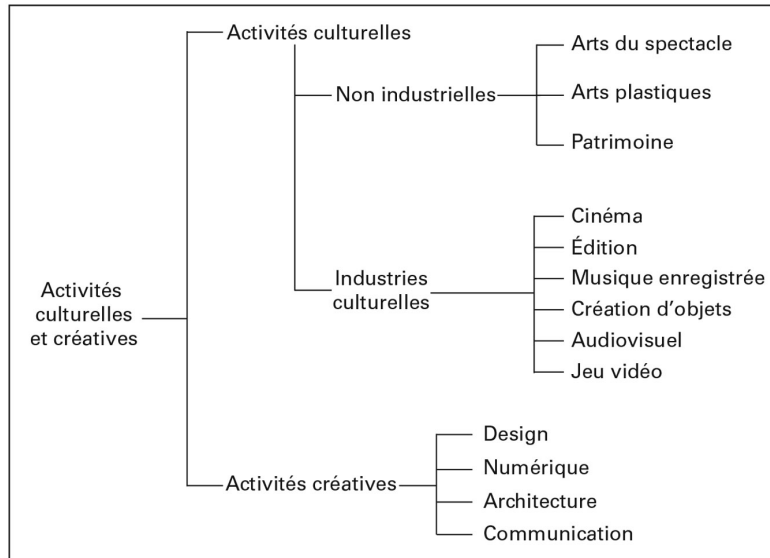 Activités culturelles
Arts du spectacle
Non industrielles
Arts plastiques
Patrimoine
Cinéma
Édition
Industries
culturelles
Musique enregistrée
Création d'objets
Audiovisuel
Jeu vidéo
Activités
culturelles
et créatives
Design
Numérique
Activités créatives
Architecture
Communication